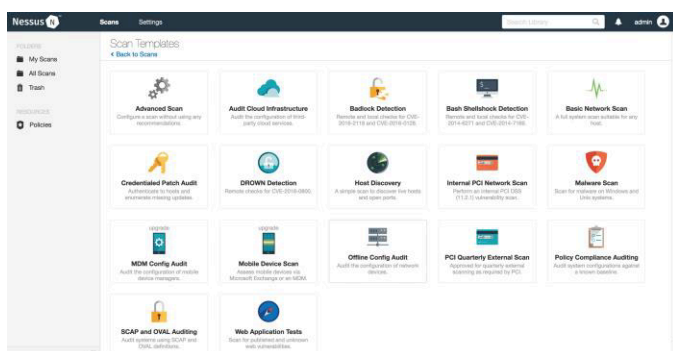 Nessus N
Scans
Settings
Search Library
admin
FOLDERS
My Scans
All Scans
Trash
RESOURCES
Policies
Scan Templates
Back to Scans
Advanced Scan
Configure a scan without using any
recommendations.
Audit Cloud Infrastructure
Audit the configuration of third-
party cloud services.
Badlock Detection
Remote and local checks for CVE-
2016-2118 and CVE-2016-0128.
Bash Shellshock Detection
Remote and local checks for CVE-
2014-6271 and CVE-2014-7169.
Basic Network Scan
A full system scan suitable for any
host.
Credentialed Patch Audit
Authenticate to hosts and
enumerate missing updates.
DROWN Detection
Remote checks for CVE-2016-0800.
Host Discovery
A simple scan to discover live hosts
and open ports.
Internal PCI Network Scan
Perform an internal PCI DSS
(11.2.1) vulnerability scan.
Malware Scan
Scan for malware on Windows and
Unix systems.
upgrade
MDM Config Audit
Audit the configuration of mobile
device managers.
upgrade
Mobile Device Scan
Assess mobile devices via
Microsoft Exchange or an MDM.
Offline Config Audit
Audit the configuration of network
devices.
PCI Quarterly External Scan
Approved for quarterly external
scanning as required by PCI.
Policy Compliance Auditing
Audit system configurations against
a known baseline.
SCAP and OVAL Auditing
Audit systems using SCAP and
OVAL definitions.
Web Application Tests
Scan for published and unknown
web vulnerabilities.